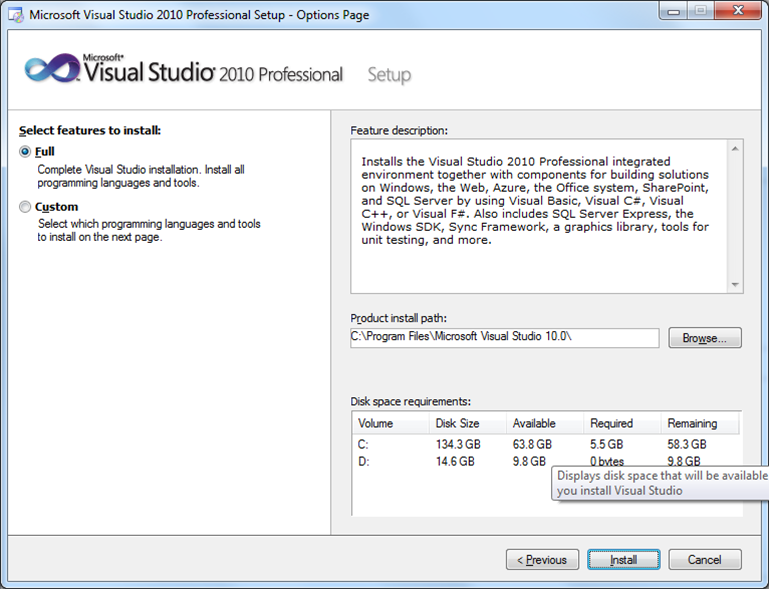 Microsoft Visual Studio 2010 Professional Setup - Options Page
Microsoft®
Visual Studio® 2010 Professional Setup
Select features to install:
Full
Complete Visual Studio installation. Install all
programming languages and tools.
Custom
Select which programming languages and tools
to install on the next page.
Feature description:
Installs the Visual Studio 2010 Professional integrated
environment together with components for building solutions
on Windows, the Web, Azure, the Office system, SharePoint,
and SQL Server by using Visual Basic, Visual C#, Visual
C++, or Visual F#. Also includes SQL Server Express, the
Windows SDK, Sync Framework, a graphics library, tools for
unit testing, and more.
Product install path:
C:\Program Files\Microsoft Visual Studio 10.0\
Browse...
Disk space requirements:
Volume Disk Size Available Required Remaining
C: 134.3 GB 63.8 GB 5.5 GB 58.3 GB
D: 14.6 GB 9.8 GB 0 bytes 9.8 GB
Displays disk space that will be available
you install Visual Studio
< Previous Install Cancel